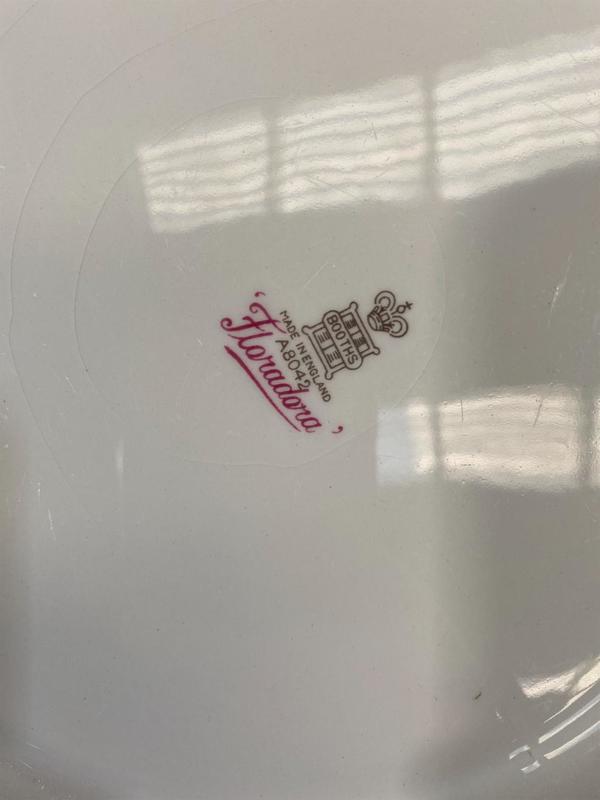 BOOTHS
MADE IN ENGLAND
A8042
'Floradora'